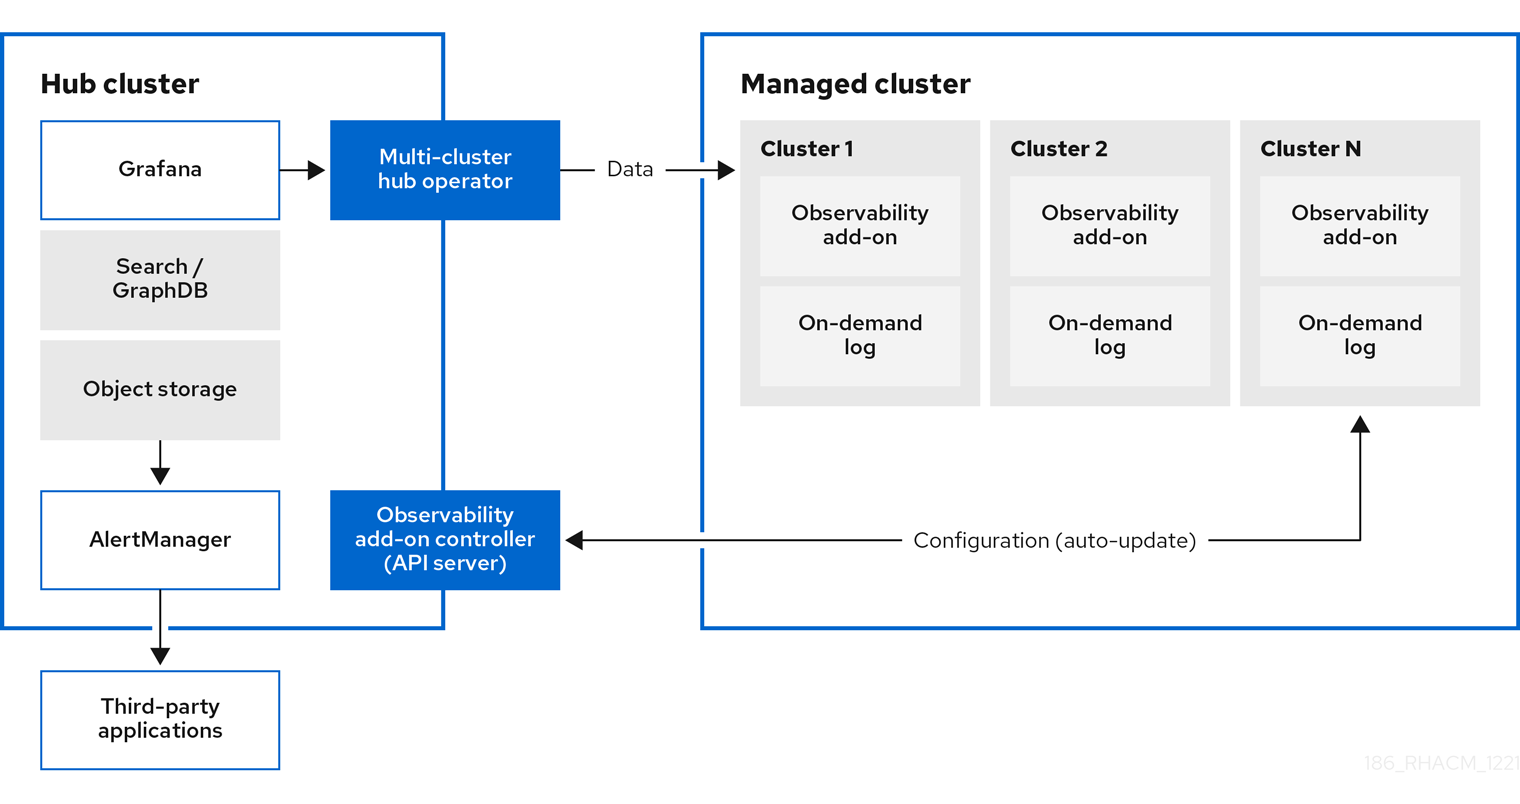 Hub cluster
Grafana
Multi-cluster
hub operator
Search /
GraphDB
Object storage
AlertManager
Observability
add-on controller
(API server)
Third-party
applications
Data
Managed cluster
Cluster 1
Observability
add-on
On-demand
log
Cluster 2
Observability
add-on
On-demand
log
Cluster N
Observability
add-on
On-demand
log
Configuration (auto-update)
186_RHACM_1221